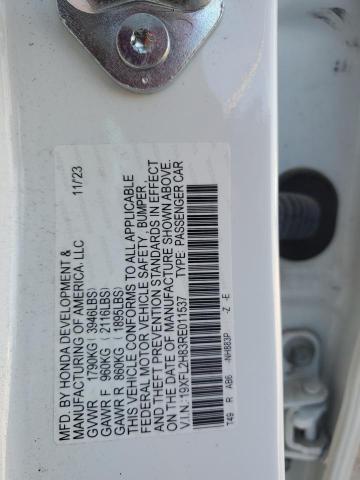 MFD. BY HONDA DEVELOPMENT &
MANUFACTURING OF AMERICA, LLC 11/23
GVWR 1790KG (3946LBS)
GAWR F 960KG (2116LBS)
GAWR R 860KG (1895LBS)
THIS VEHICLE CONFORMS TO ALL APPLICABLE
FEDERAL MOTOR VEHICLE SAFETY, BUMPER,
AND THEFT PREVENTION STANDARDS IN EFFECT
ON THE DATE OF MANUFACTURE SHOWN ABOVE.
V.I.N.:19XFL2H83RE011537 TYPE: PASSENGER CAR
T49 R AB6 -NH883P -Z -E